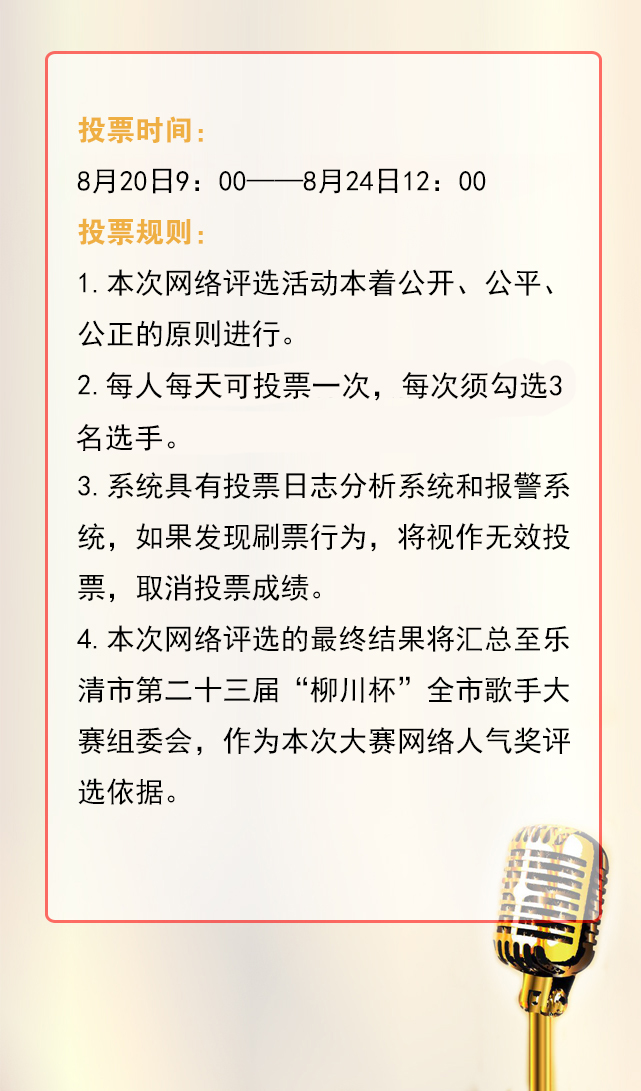 投票时间：
8月20日9：00——8月24日12：00
投票规则：
1.本次网络评选活动本着公开、公平、
公正的原则进行。
2.每人每天可投票一次，每次须勾选3
名选手。
3.系统具有投票日志分析系统和报警系
统，如果发现刷票行为，将视作无效投
票，取消投票成绩。
4.本次网络评选的最终结果将汇总至乐
清市第二十三届“柳川杯”全市歌手大
赛组委会，作为本次大赛网络人气奖评
选依据。